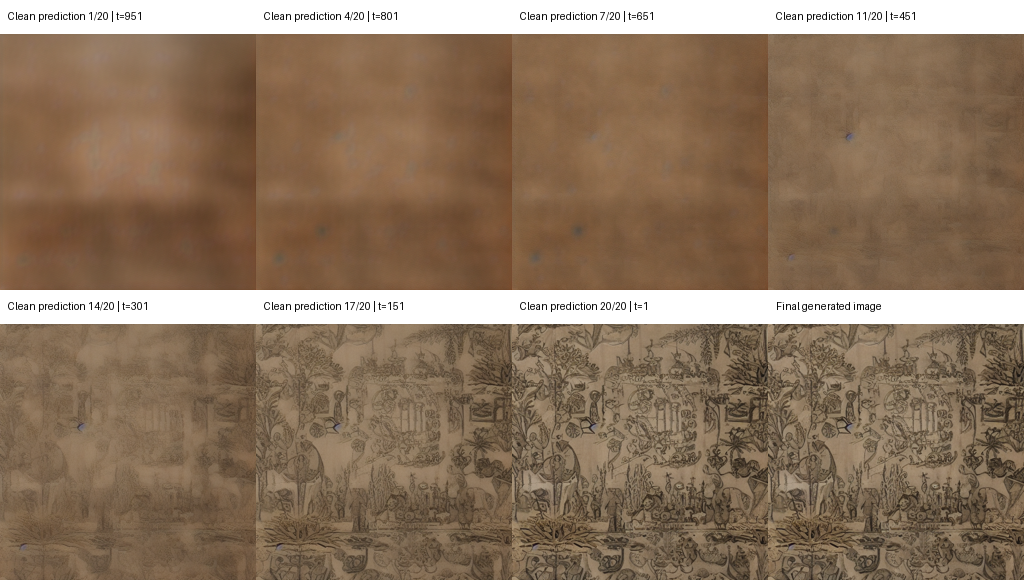 Clean prediction 1/20 | t=951
Clean prediction 4/20 | t=801
Clean prediction 7/20 | t=651
Clean prediction 11/20 | t=451
Clean prediction 14/20 | t=301
Clean prediction 17/20 | t=151
Clean prediction 20/20 | t=1
Final generated image